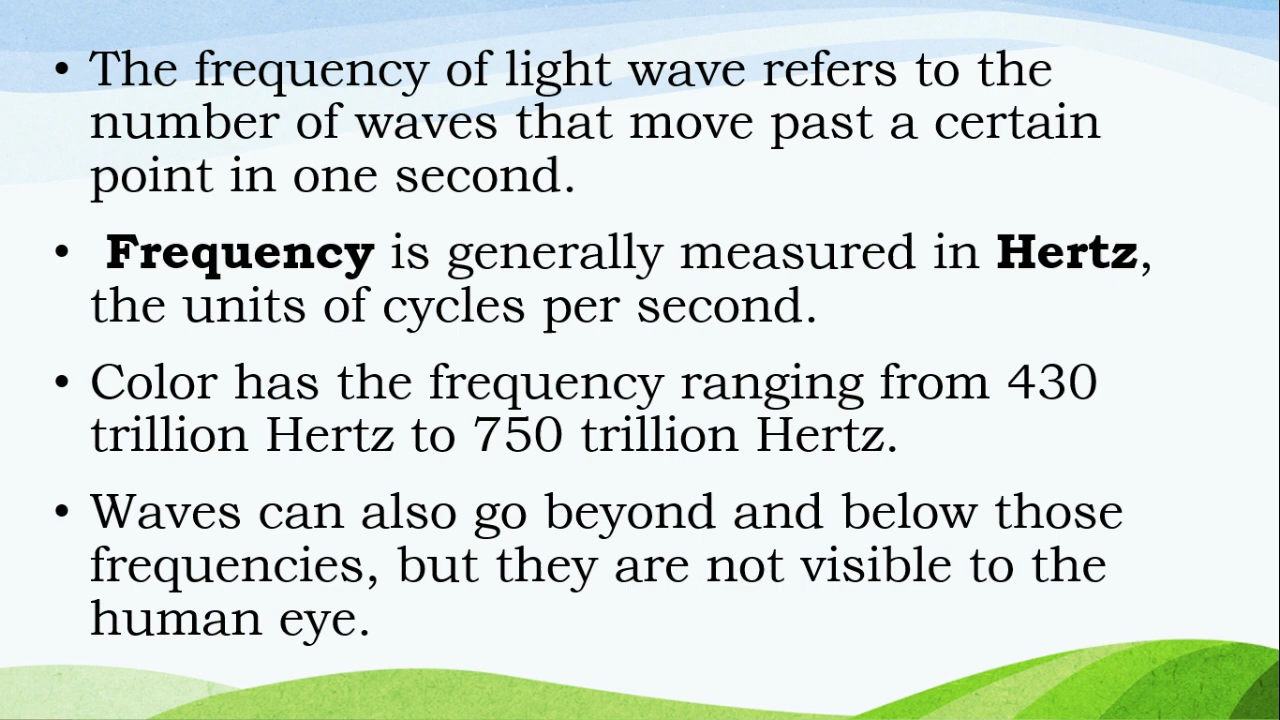 • The frequency of light wave refers to the
number of waves that move past a certain
point in one second.
• Frequency is generally measured in Hertz,
the units of cycles per second.
• Color has the frequency ranging from 430
trillion Hertz to 750 trillion Hertz.
• Waves can also go beyond and below those
frequencies, but they are not visible to the
human eye.